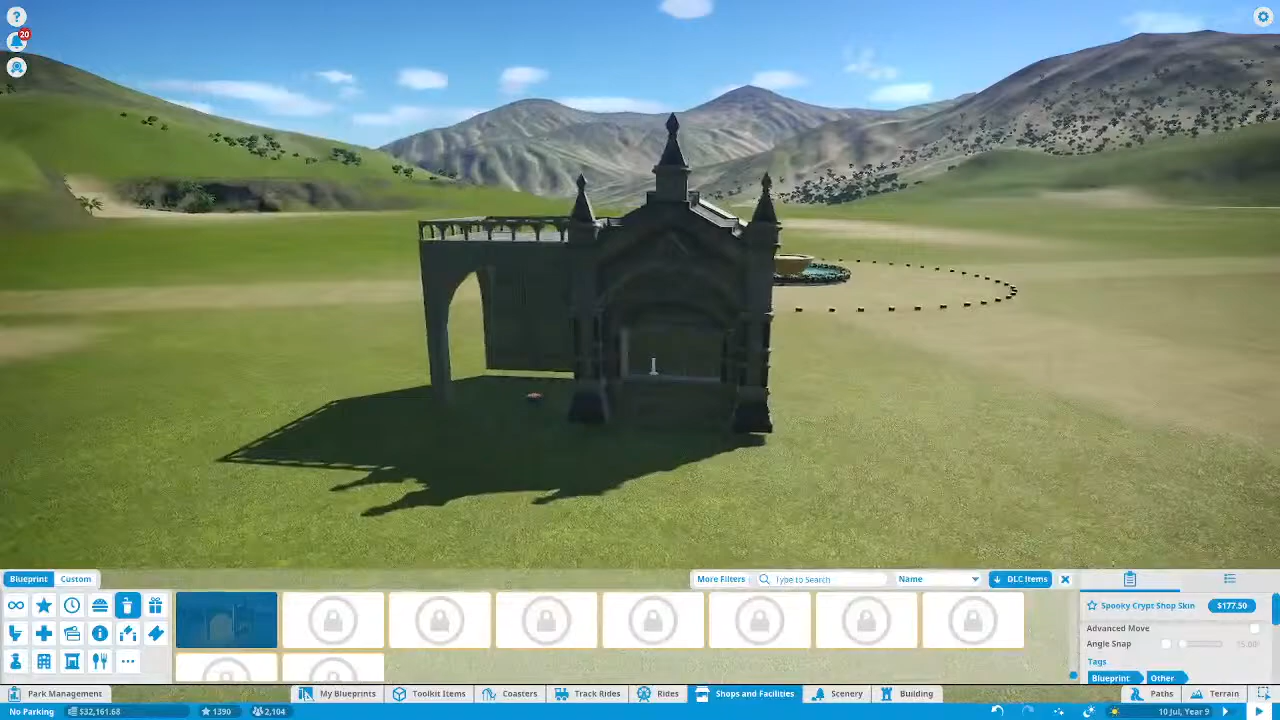 ?
20
Blueprint
Custom
More Filters
Type to Search
Name
DLC Items
Spooky Crypt Shop Skin
$177.50
Advanced Move
Angle Snap
15.00°
Tags
Blueprint
Other
Park Management
My Blueprints
Toolkit Items
Coasters
Track Rides
Rides
Shops and Facilities
Scenery
Building
Paths
Terrain
No Parking
$32,161.68
1390
2,104
10 Jul, Year 9